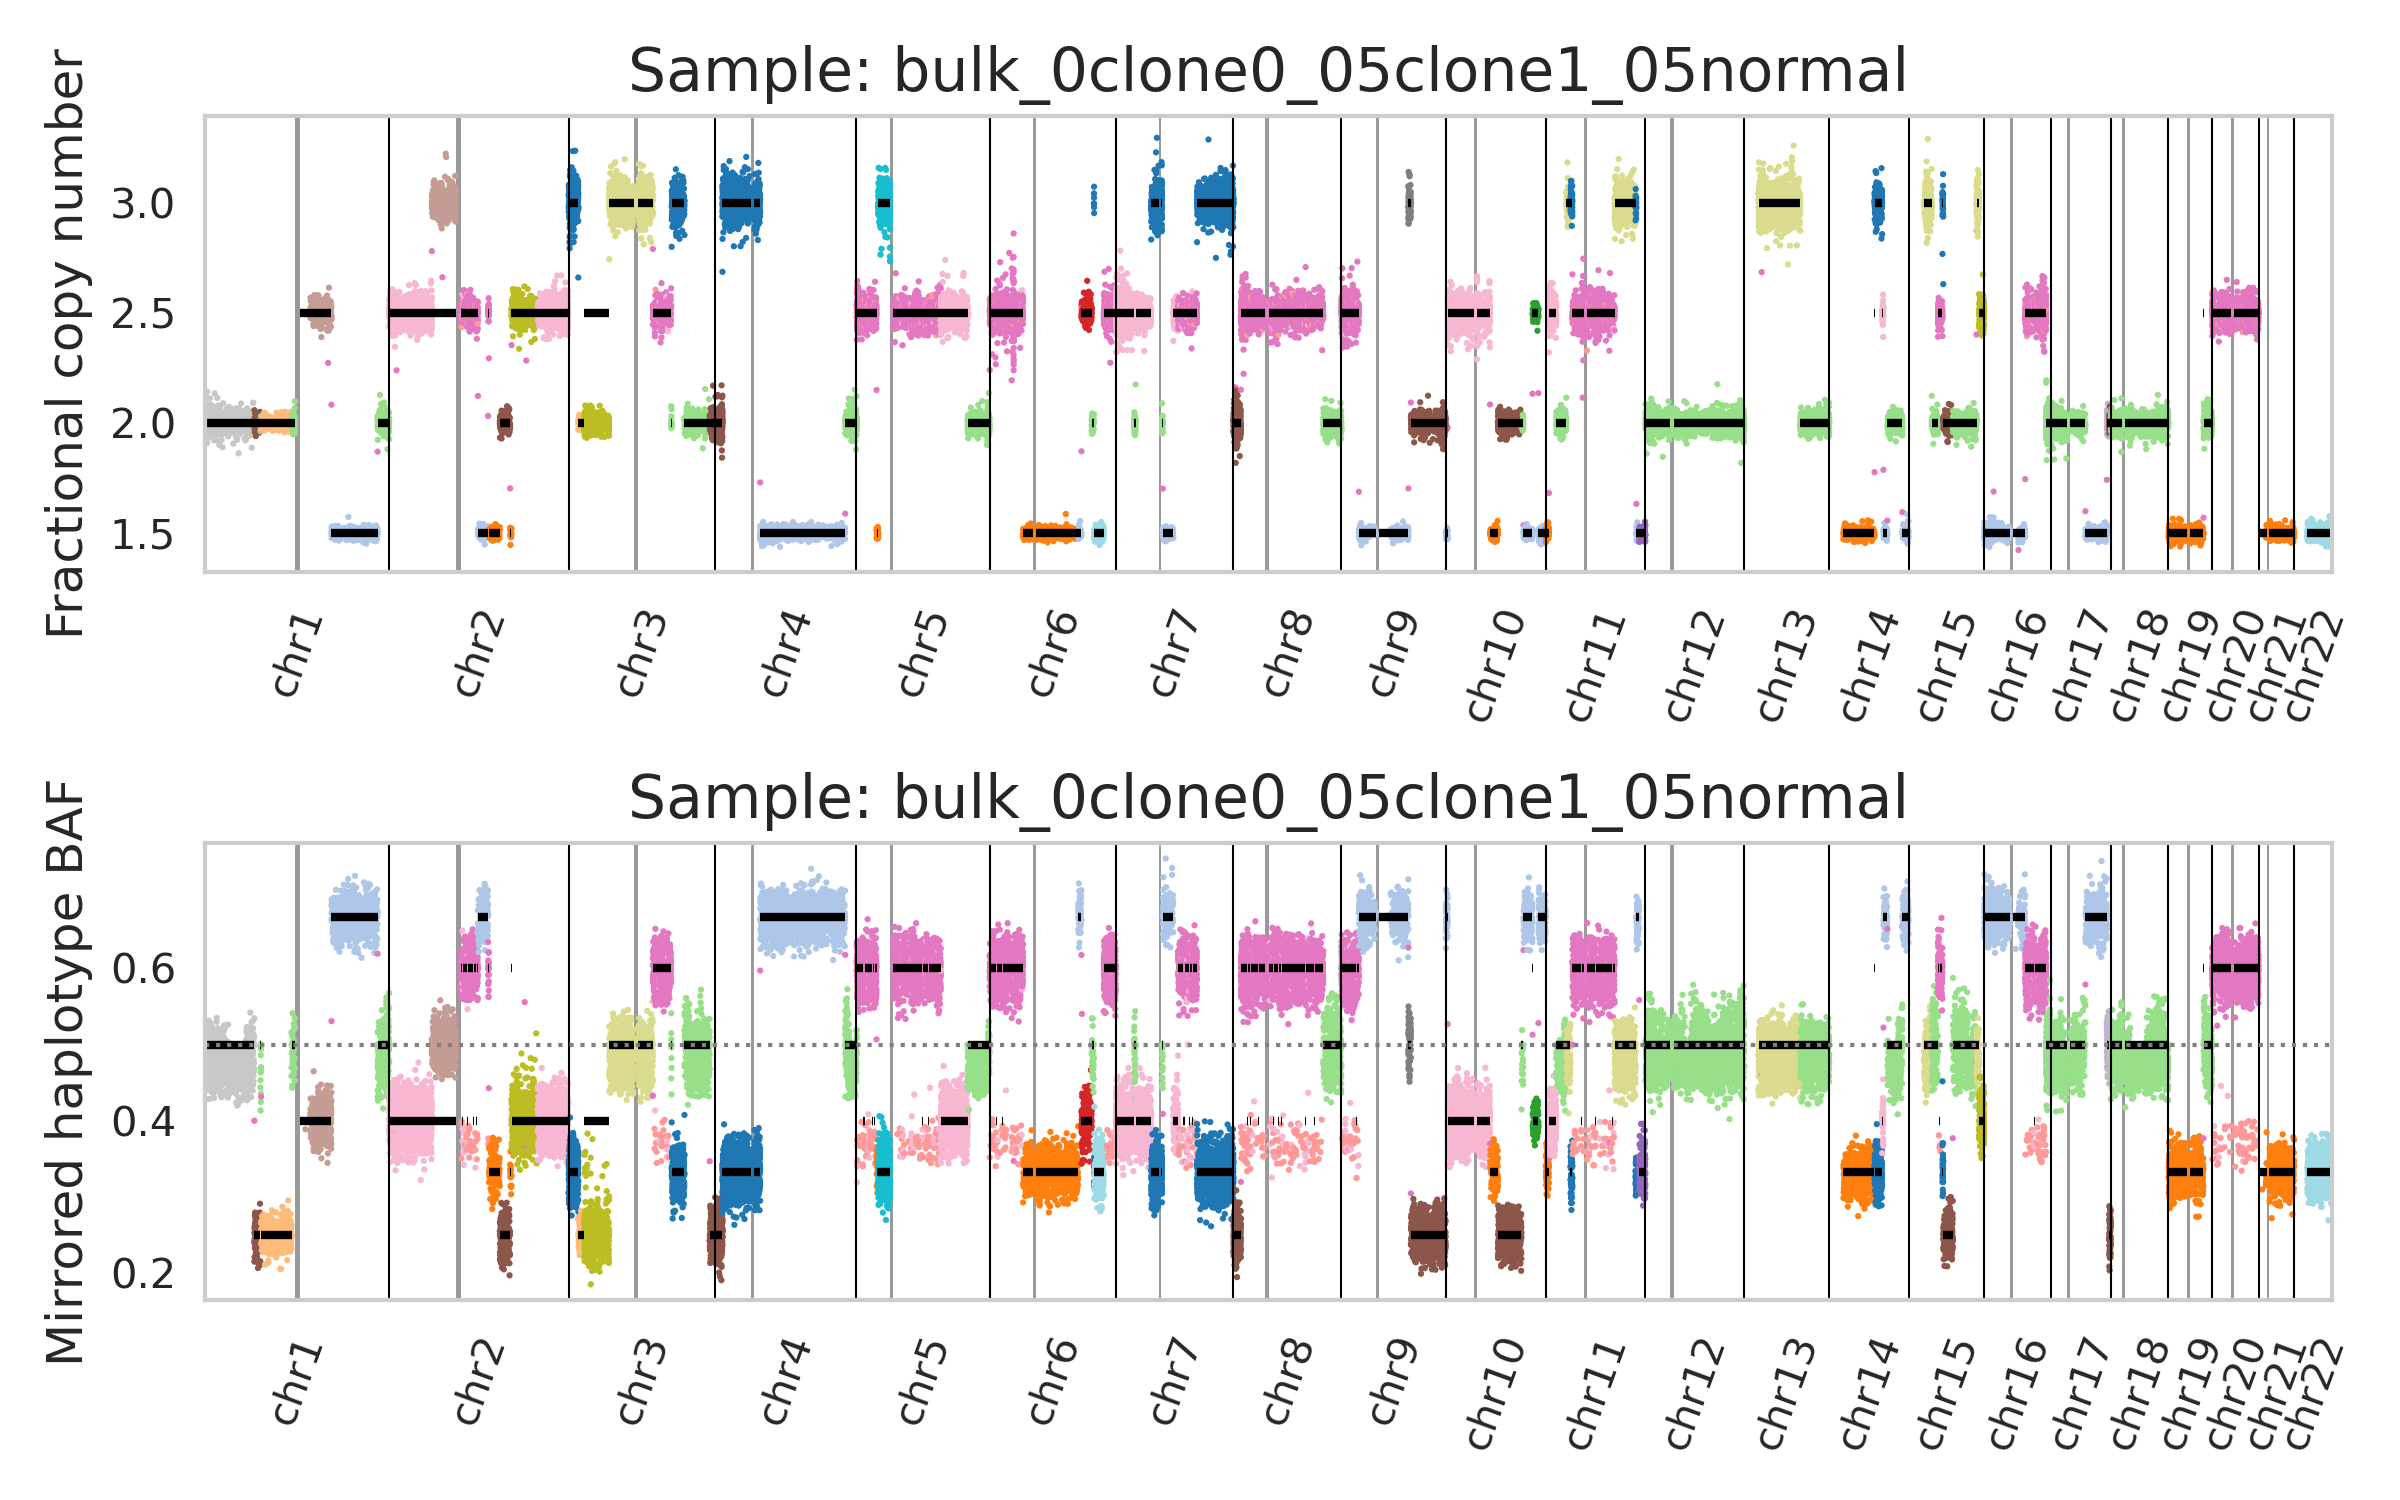 Sample: bulk_0clone0_05clone1_05normal
Fractional copy number
3.0
2.5
2.0
1.5
chr1 chr2 chr3 chr4 chr5 chr6 chr7 chr8 chr9 chr10 chr11 chr12 chr13 chr14 chr15 chr16 chr17 chr18 chr19 chr20 chr21 chr22
Sample: bulk_0clone0_05clone1_05normal
Mirrored haplotype BAF
0.6
0.4
0.2
chr1 chr2 chr3 chr4 chr5 chr6 chr7 chr8 chr9 chr10 chr11 chr12 chr13 chr14 chr15 chr16 chr17 chr18 chr19 chr20 chr21 chr22